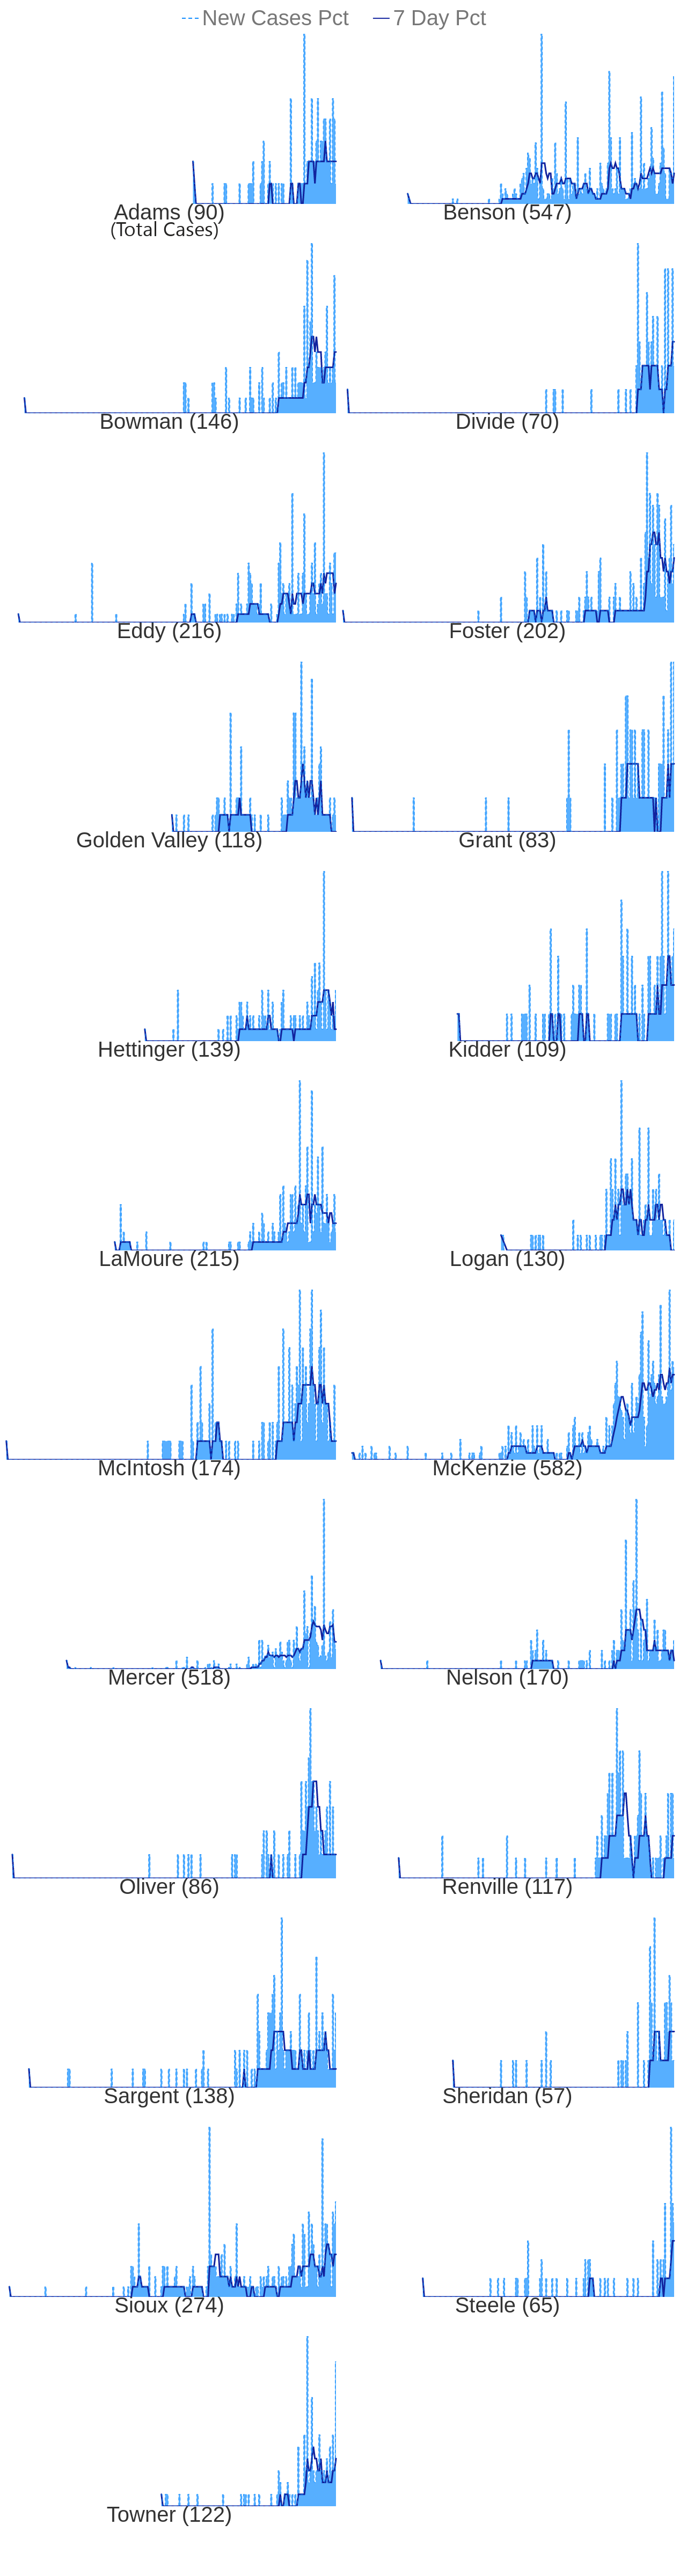 New Cases Pct 7 Day Pct
Adams (90) Benson (547)
(Total Cases)
Bowman (146) Divide (70)
Eddy (216) Foster (202)
Golden Valley (118) Grant (83)
Hettinger (139) Kidder (109)
LaMoure (215) Logan (130)
McIntosh (174) McKenzie (582)
Mercer (518) Nelson (170)
Oliver (86) Renville (117)
Sargent (138) Sheridan (57)
Sioux (274) Steele (65)
Towner (122)